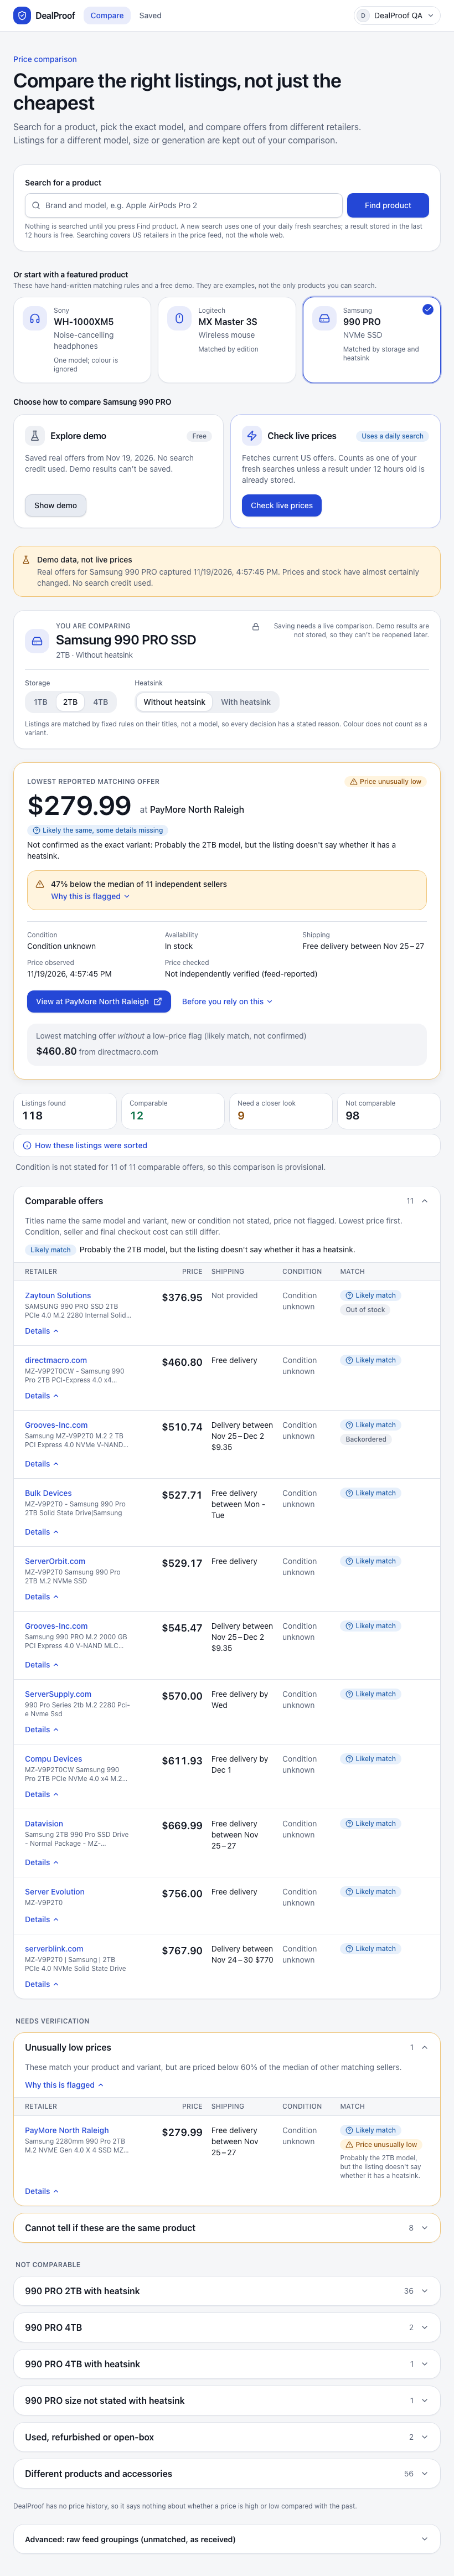 DealProof
Compare
Saved
D
DealProof QA
Price comparison
Compare the right listings, not just the
cheapest
Search for a product, pick the exact model, and compare offers from different retailers.
Listings for a different model, size or generation are kept out of your comparison.
Search for a product
Brand and model, e.g. Apple AirPods Pro 2
Find product
Nothing is searched until you press Find Product. A new search uses one of your daily fresh searches; a result stored in the last
12 hours is free. Searching covers US retailers in the price feed, not the whole web.
Or start with a featured product
These have hand-written matching rules and a free demo. They are examples, not the only products you can search.
Sony
WH-1000XM5
Noise-cancelling
headphones
One model; colour is
ignored
Logitech
MX Master 3S
Wireless mouse
Matched by edition
Samsung
990 PRO
NVMe SSD
Matched by storage and
heatsink
Choose how to compare Samsung 990 PRO
Explore demo
Free
Saved real offers from Nov 19, 2026. No search
credit used. Demo results can't be saved.
Show demo
Check live prices
Uses a daily search
Fetches current US offers. Counts as one of your
fresh searches unless a result under 12 hours old is
already stored.
Check live prices
Demo data, not live prices
Real offers for Samsung 990 PRO captured 11/19/2026, 4:57:45 PM. Prices and stock have almost certainly
changed. No search credit used.
YOU ARE COMPARING
Samsung 990 PRO SSD
2TB · Without heatsink
Saving needs a live comparison. Demo results are
not stored, so they can't be reopened later.
Storage
1TB
2TB
4TB
Heatsink
Without heatsink
With heatsink
Listings are matched by fixed rules on their titles, not a model, so every decision has a stated reason. Colour does not count as a
variant.
LOWEST REPORTED MATCHING OFFER
Price unusually low
$279.99 at PayMore North Raleigh
Likely the same, some details missing
Not confirmed as the exact variant: Probably the 2TB model, but the listing doesn't say whether it has a
heatsink.
47% below the median of 11 independent sellers
Why this is flagged
Condition
Condition unknown
Availability
In stock
Shipping
Free delivery between Nov 25 – 27
Price observed
11/19/2026, 4:57:45 PM
Price checked
Not independently verified (feed-reported)
View at PayMore North Raleigh
Before you rely on this
Lowest matching offer without a low-price flag (likely match, not confirmed)
$460.80 from directmacro.com
Listings found
118
Comparable
12
Need a closer look
9
Not comparable
98
How these listings were sorted
Condition is not stated for 11 of 11 comparable offers, so this comparison is provisional.
Comparable offers
11
Titles name the same model and variant, new or condition not stated, price not flagged. Lowest price first.
Condition, seller and final checkout cost can still differ.
Likely match
Probably the 2TB model, but the listing doesn't say whether it has a heatsink.
RETAILER PRICE SHIPPING CONDITION MATCH
Zaytoun Solutions
SAMSUNG 990 PRO SSD 2TB
PCIe 4.0 M.2 2280 Internal Solid...
Details
$376.95
Not provided
Condition
unknown
Likely match
Out of stock
directmacro.com
MZ-V9P2T0CW - Samsung 990
Pro 2TB PCI-Express 4.0 x4...
Details
$460.80
Free delivery
Condition
unknown
Likely match
Grooves-Inc.com
Samsung MZ-V9P2T0 M.2 2 TB
PCI Express 4.0 NVMe V-NAND...
Details
$510.74
Delivery between
Nov 25 – Dec 2
$9.35
Condition
unknown
Likely match
Backordered
Bulk Devices
MZ-V9P2T0 - Samsung 990 Pro
2TB Solid State Drive|Samsung
Details
$527.71
Free delivery
between Mon -
Tue
Condition
unknown
Likely match
ServerOrbit.com
MZ-V9P2T0 Samsung 990 Pro
2TB M.2 NVMe SSD
Details
$529.17
Free delivery
Condition
unknown
Likely match
Grooves-Inc.com
Samsung 990 PRO M.2 2000 GB
PCI Express 4.0 V-NAND MLC...
Details
$545.47
Delivery between
Nov 25 – Dec 2
$9.35
Condition
unknown
Likely match
ServerSupply.com
990 Pro Series 2tb M.2 2280 Pci-
e Nvme Ssd
Details
$570.00
Free delivery by
Wed
Condition
unknown
Likely match
Compu Devices
MZ-V9P2T0CW Samsung 990
Pro 2TB PCIe NVMe 4.0 x4 M.2...
Details
$611.93
Free delivery by
Dec 1
Condition
unknown
Likely match
Datavision
Samsung 2TB 990 Pro SSD Drive
- Normal Package - MZ-...
Details
$669.99
Free delivery
between Nov
25 – 27
Condition
unknown
Likely match
Server Evolution
MZ-V9P2T0
Details
$756.00
Free delivery
Condition
unknown
Likely match
serverblink.com
MZ-V9P2T0 | Samsung | 2TB
PCIe 4.0 NVMe Solid State Drive
Details
$767.90
Delivery between
Nov 24 – 30 $770
Condition
unknown
Likely match
NEEDS VERIFICATION
Unusually low prices
1
These match your product and variant, but are priced below 60% of the median of other matching sellers.
Why this is flagged
RETAILER PRICE SHIPPING CONDITION MATCH
PayMore North Raleigh
Samsung 2280mm 990 Pro 2TB
M.2 NVME Gen 4.0 X 4 SSD MZ...
Details
$279.99
Free delivery
between Nov
25 – 27
Condition
unknown
Likely match
Price unusually low
Probably the 2TB model,
but the listing doesn't say
whether it has a heatsink.
Cannot tell if these are the same product
8
NOT COMPARABLE
990 PRO 2TB with heatsink
36
990 PRO 4TB
2
990 PRO 4TB with heatsink
1
990 PRO size not stated with heatsink
1
Used, refurbished or open-box
2
Different products and accessories
56
DealProof has no price history, so it says nothing about whether a price is high or low compared with the past.
Advanced: raw feed groupings (unmatched, as received)